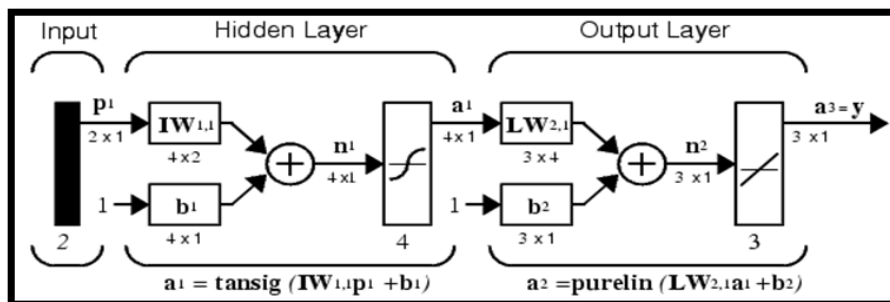 Input Hidden Layer Output Layer
p1 a1 a3 = y
IW1,1 LW2,1
2 x 1 4 x 1 3 x 1
n1 n2
4 x 2 3 x 4
4 x 1 3 x 1
1 b1 1 b2
2 4 x 1 4 3 x 1 3
a1 = tansig (IW1,1p1 +b1) a2 =purelin (LW2,1a1 +b2)